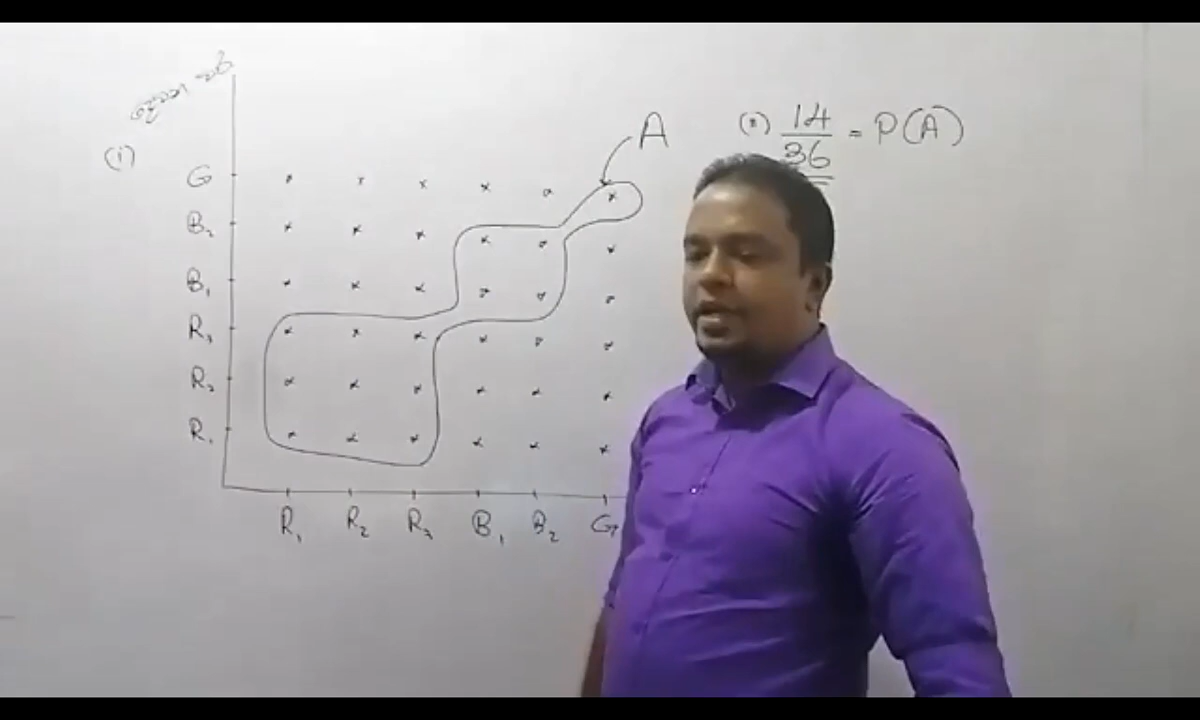 (i)
A
(ii) 14/36 = P(A)
G
B₂
B₁
R₃
R₂
R₁
R₁ R₂ R₃ B₁ B₂ G